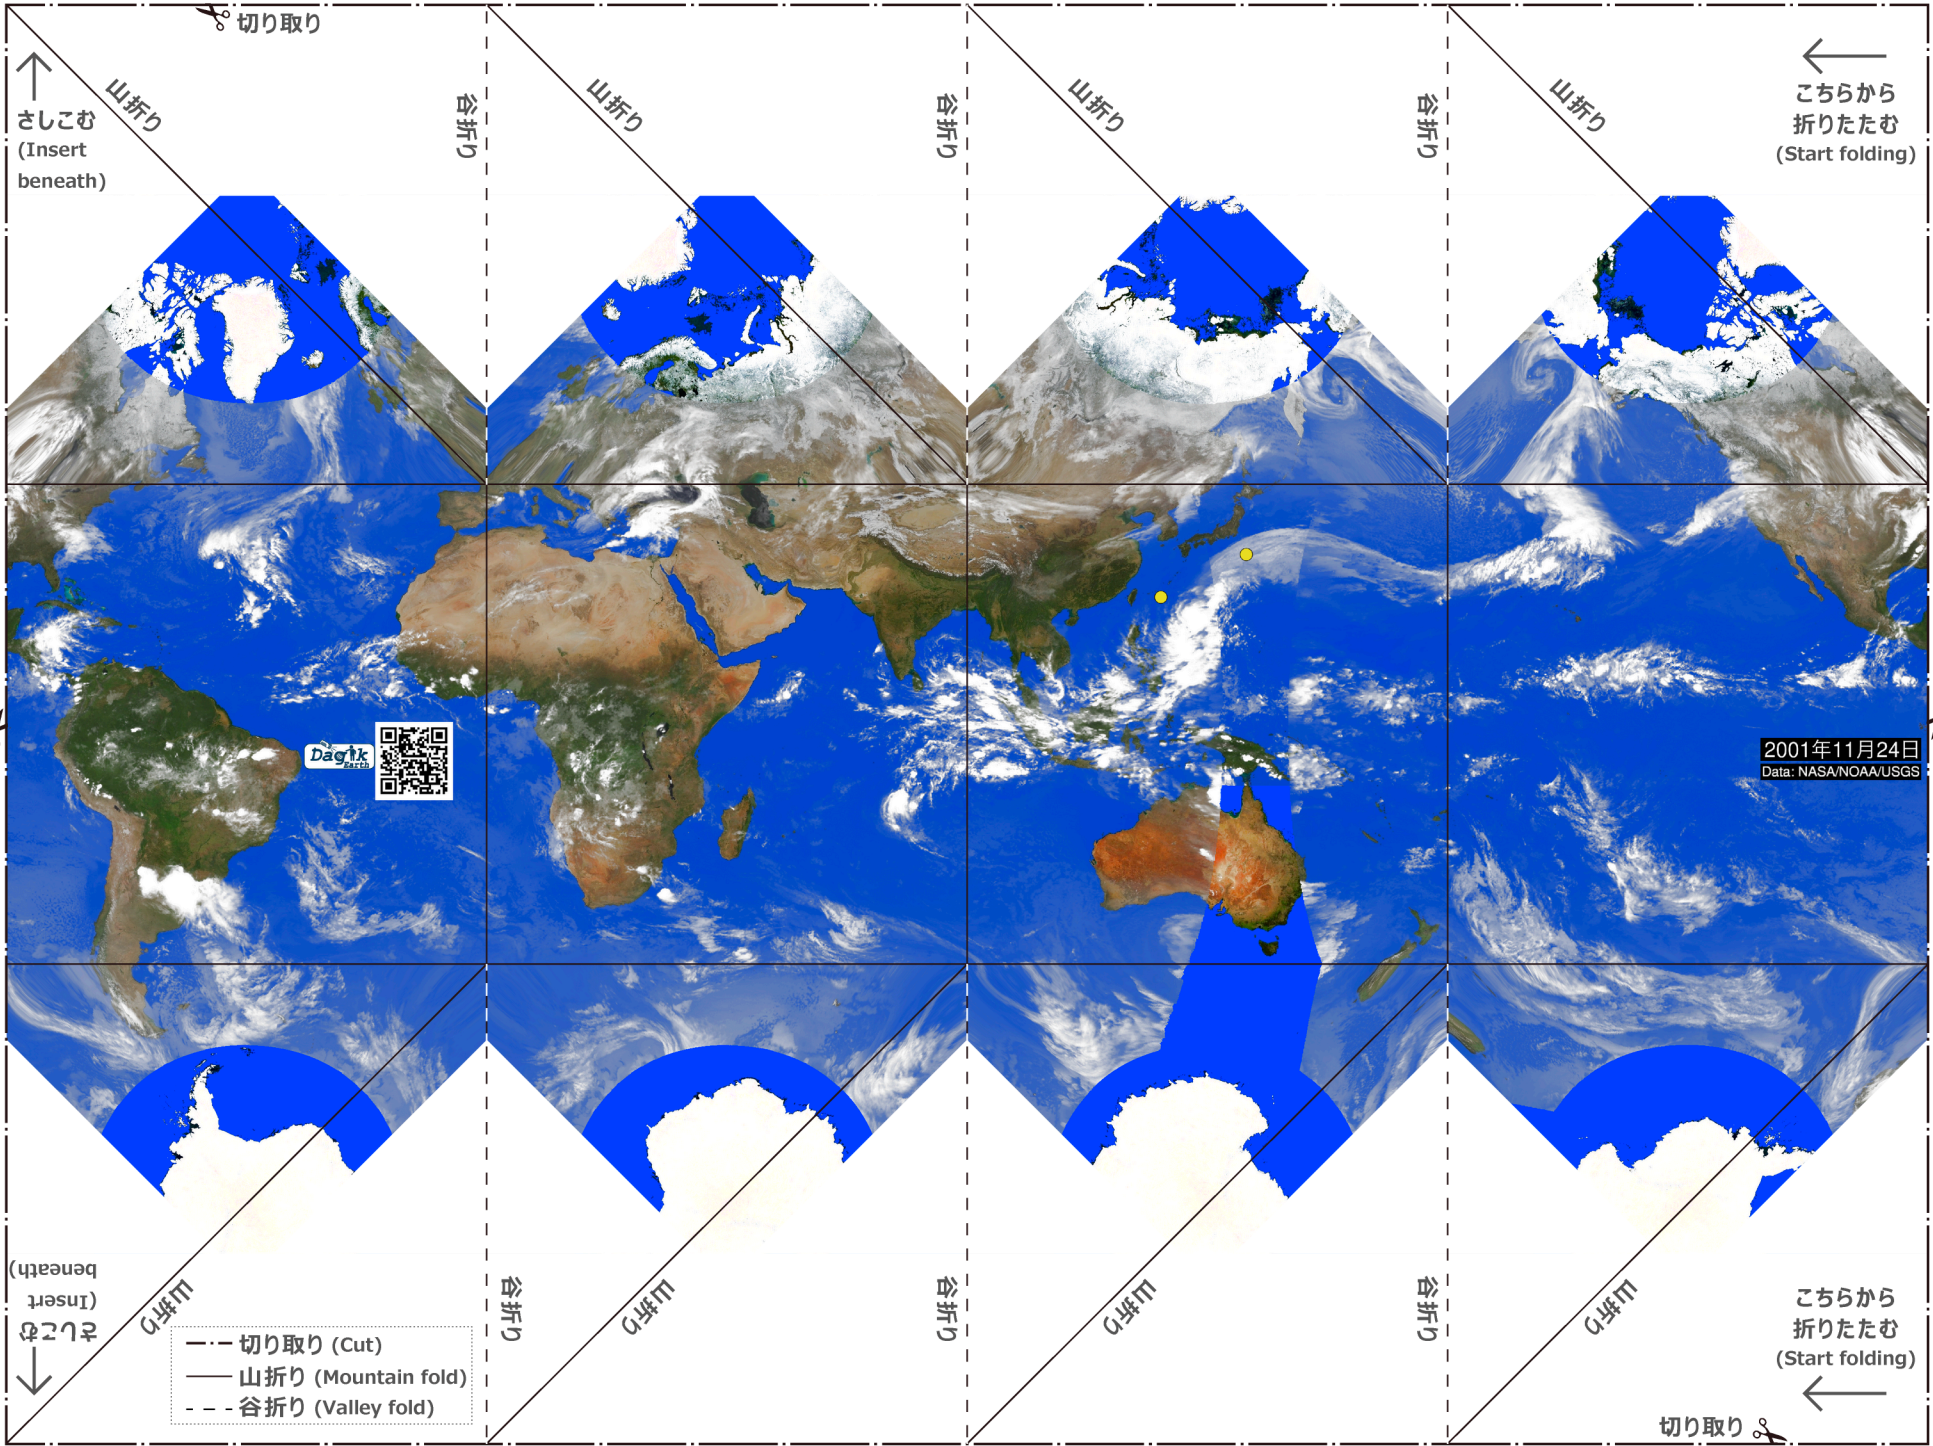 切り取り
山折り
谷折り
山折り
谷折り
山折り
谷折り
山折り
さしこむ
(Insert
beneath)
こちらから
折りたたむ
(Start folding)
Dagik
Earth
2001年11月24日
Data: NASA/NOAA/USGS
さしこむ
(Insert
beneath)
山折り
谷折り
山折り
谷折り
山折り
谷折り
山折り
こちらから
折りたたむ
(Start folding)
切り取り (Cut)
山折り (Mountain fold)
谷折り (Valley fold)
切り取り